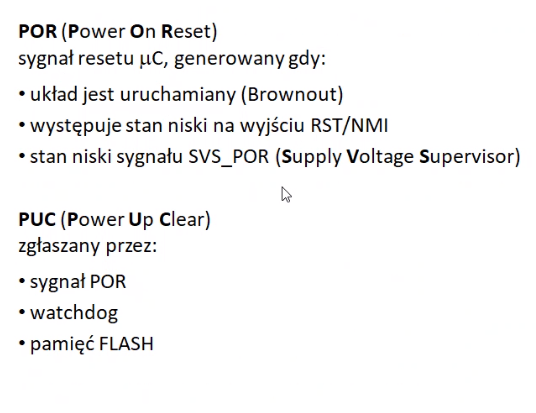 POR (Power On Reset)
sygnał resetu µC, generowany gdy:
• układ jest uruchamiany (Brownout)
• występuje stan niski na wyjściu RST/NMI
• stan niski sygnału SVS_POR (Supply Voltage Supervisor)
PUC (Power Up Clear)
zgłaszany przez:
• sygnał POR
• watchdog
• pamięć FLASH